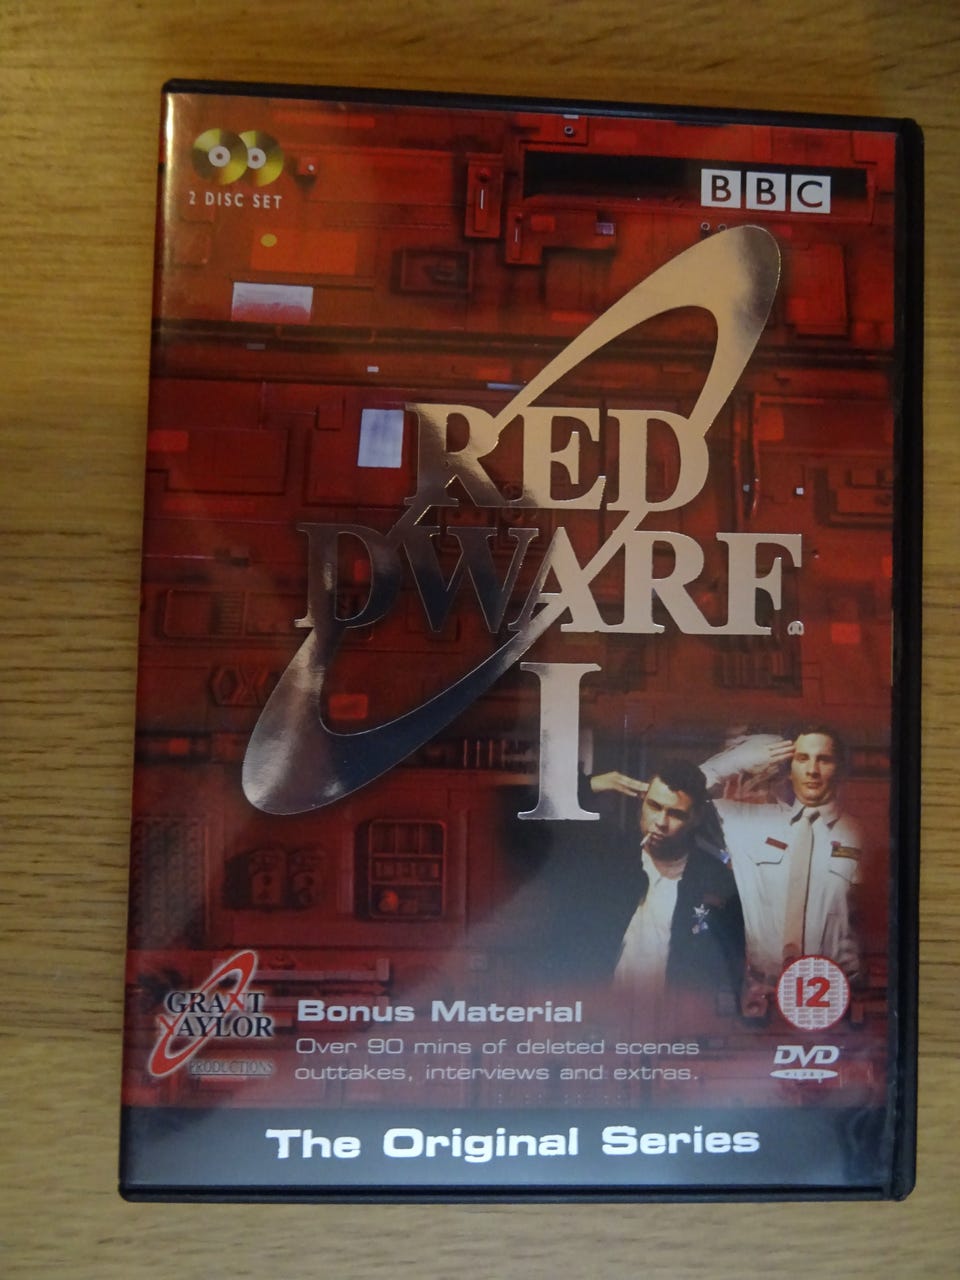 2 DISC SET
BBC
RED
DWARF
I
GRANT
NAYLOR
PRODUCTIONS
Bonus Material
Over 90 mins of deleted scenes
outtakes, interviews and extras.
12
DVD
VIDEO
The Original Series